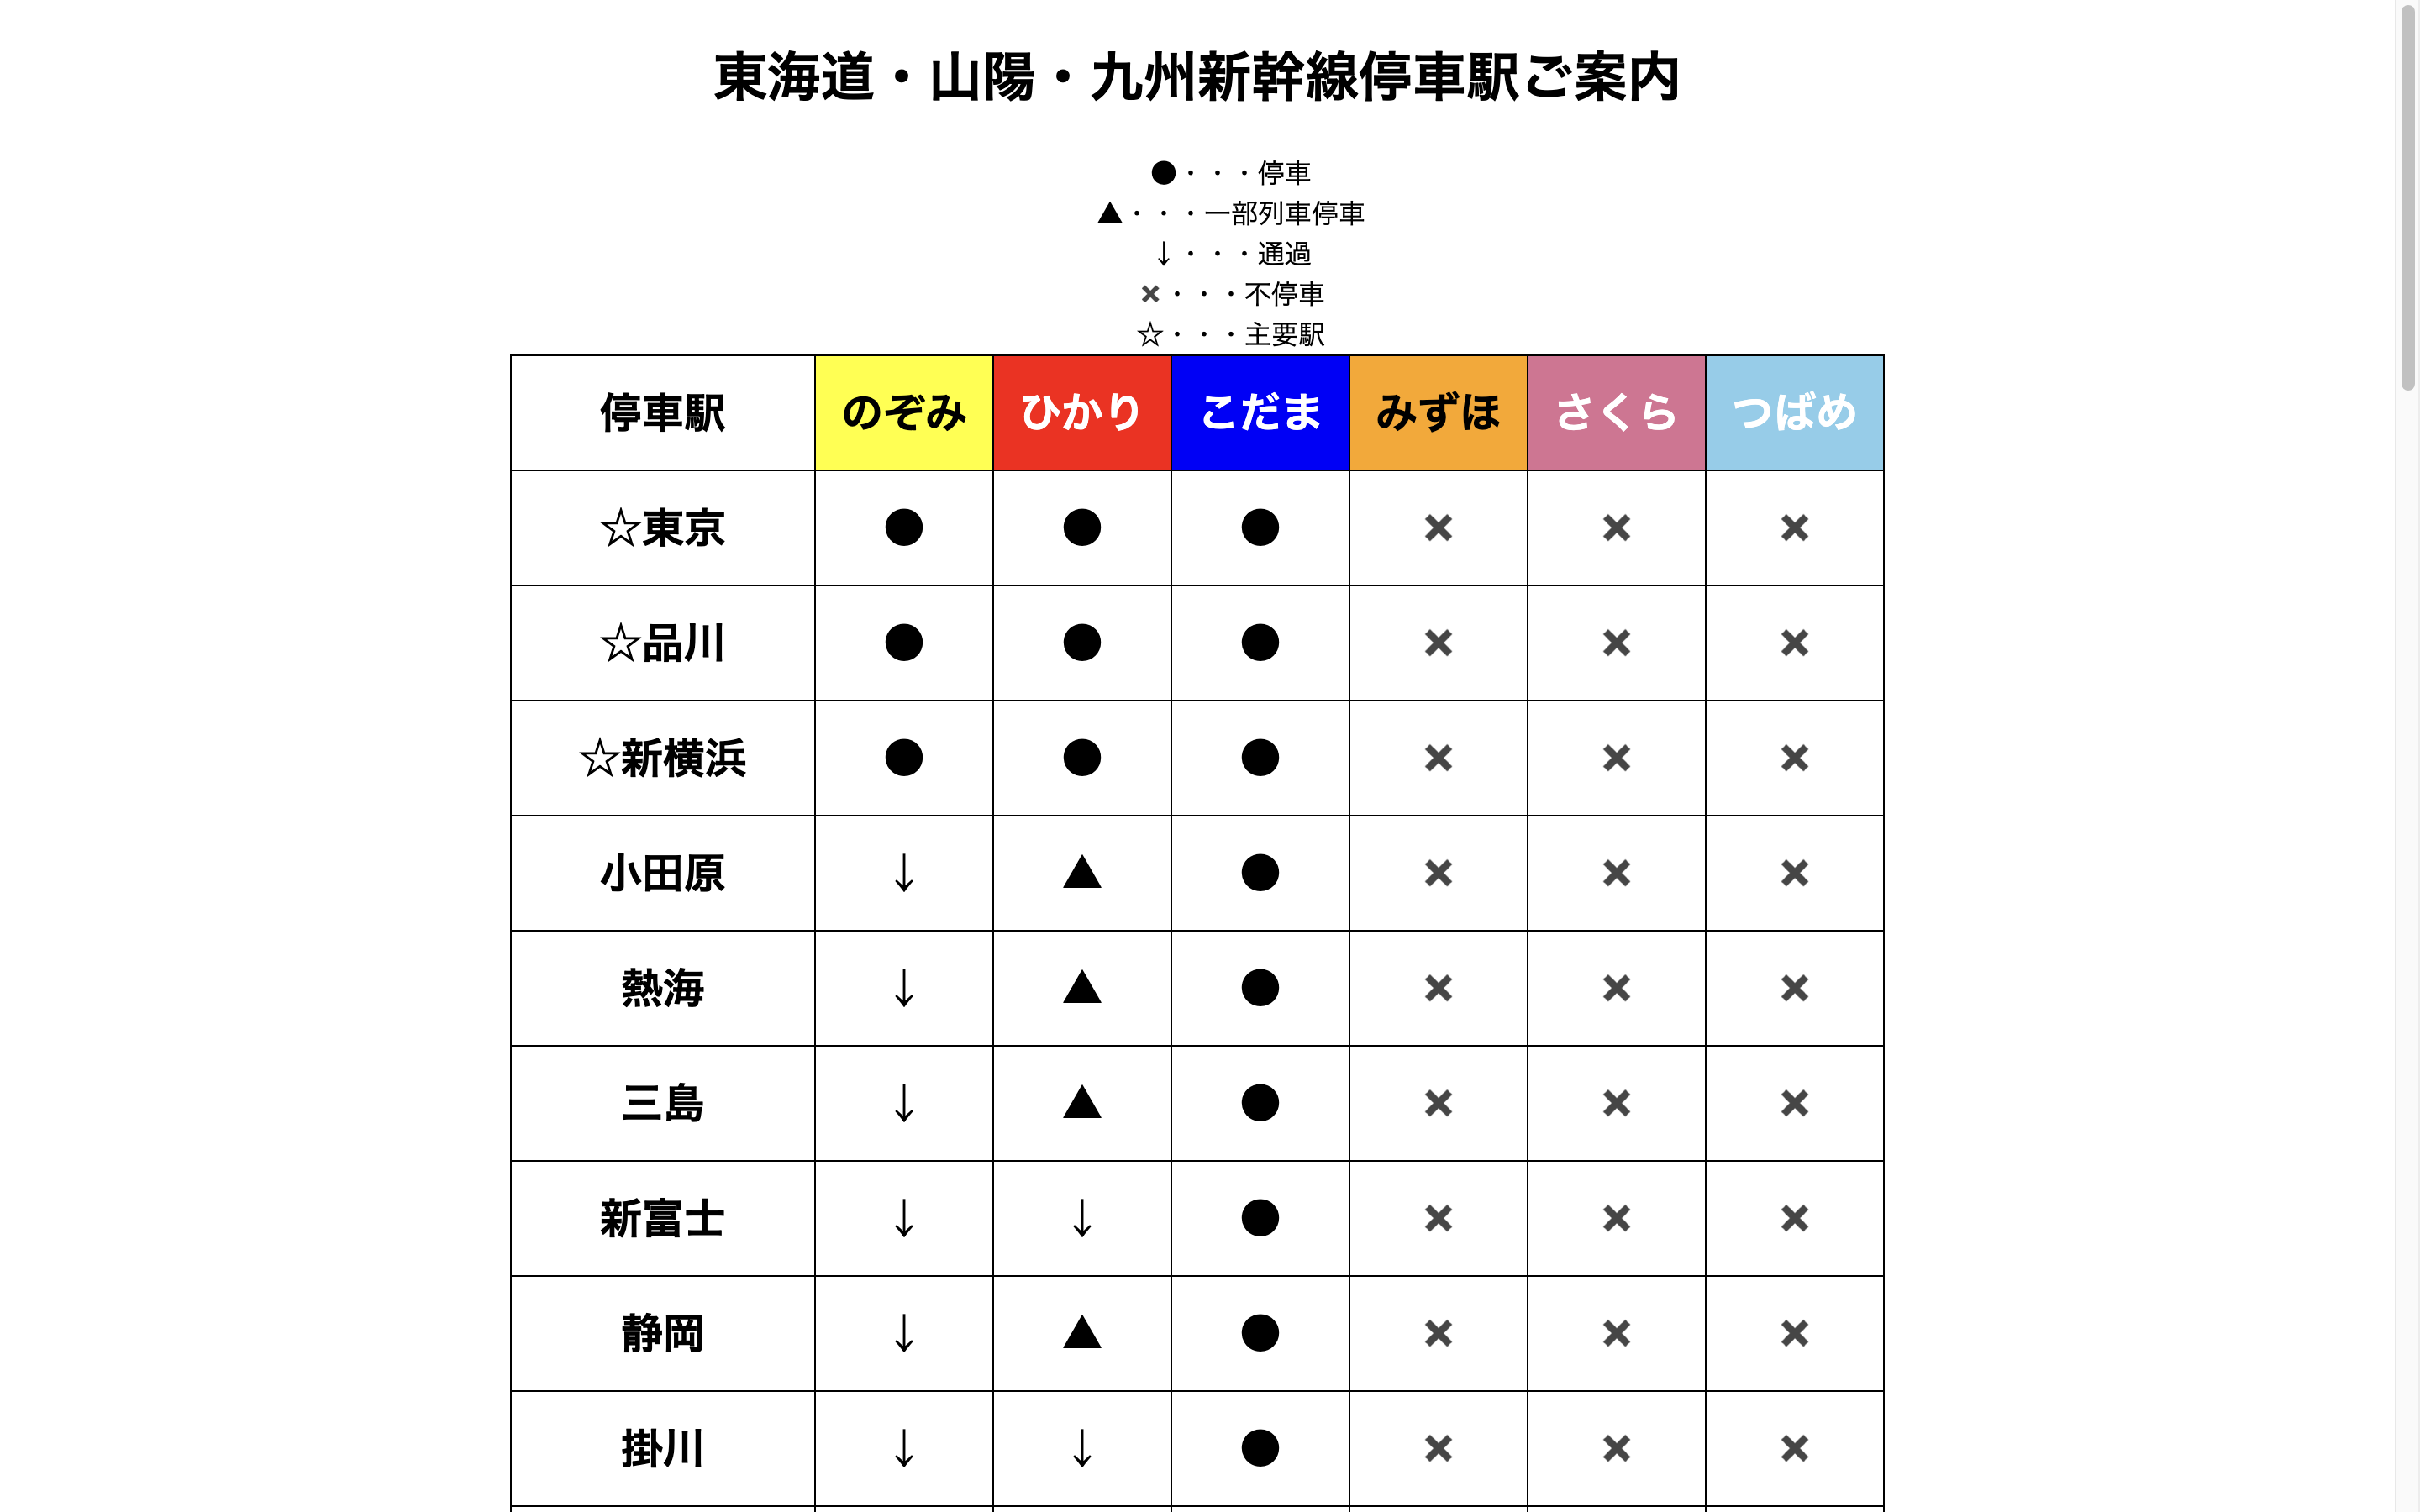 東海道・山陽・九州新幹線停車駅ご案内
●・・・停車
▲・・・一部列車停車
↓・・・通過
✖・・・不停車
☆・・・主要駅
停車駅 のぞみ ひかり こだま みずほ さくら つばめ
☆東京 ● ● ● ✖ ✖ ✖
☆品川 ● ● ● ✖ ✖ ✖
☆新横浜 ● ● ● ✖ ✖ ✖
小田原 ↓ ▲ ● ✖ ✖ ✖
熱海 ↓ ▲ ● ✖ ✖ ✖
三島 ↓ ▲ ● ✖ ✖ ✖
新富士 ↓ ↓ ● ✖ ✖ ✖
静岡 ↓ ▲ ● ✖ ✖ ✖
掛川 ↓ ↓ ● ✖ ✖ ✖